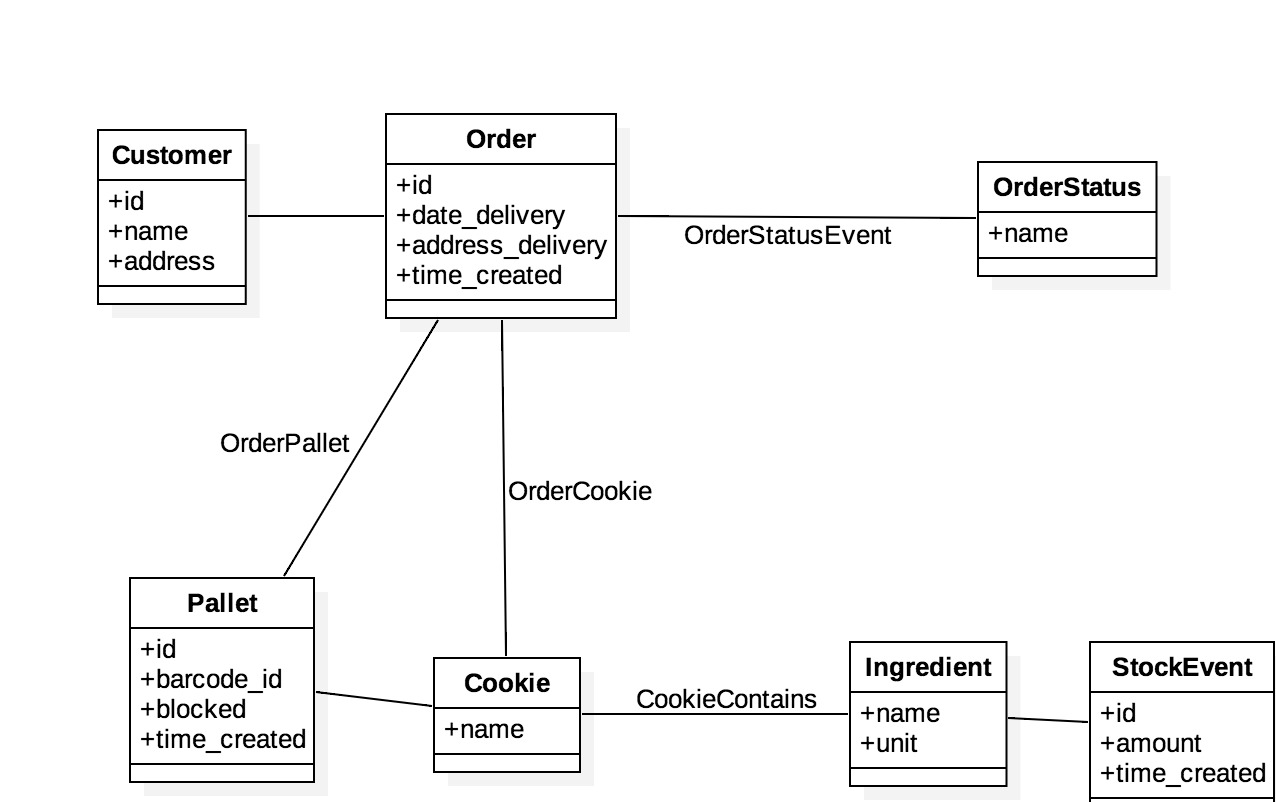 Customer
+id
+name
+address
Order
+id
+date_delivery
+address_delivery
+time_created
OrderStatusEvent
OrderStatus
+name
OrderPallet
OrderCookie
Pallet
+id
+barcode_id
+blocked
+time_created
Cookie
+name
CookieContains
Ingredient
+name
+unit
StockEvent
+id
+amount
+time_created